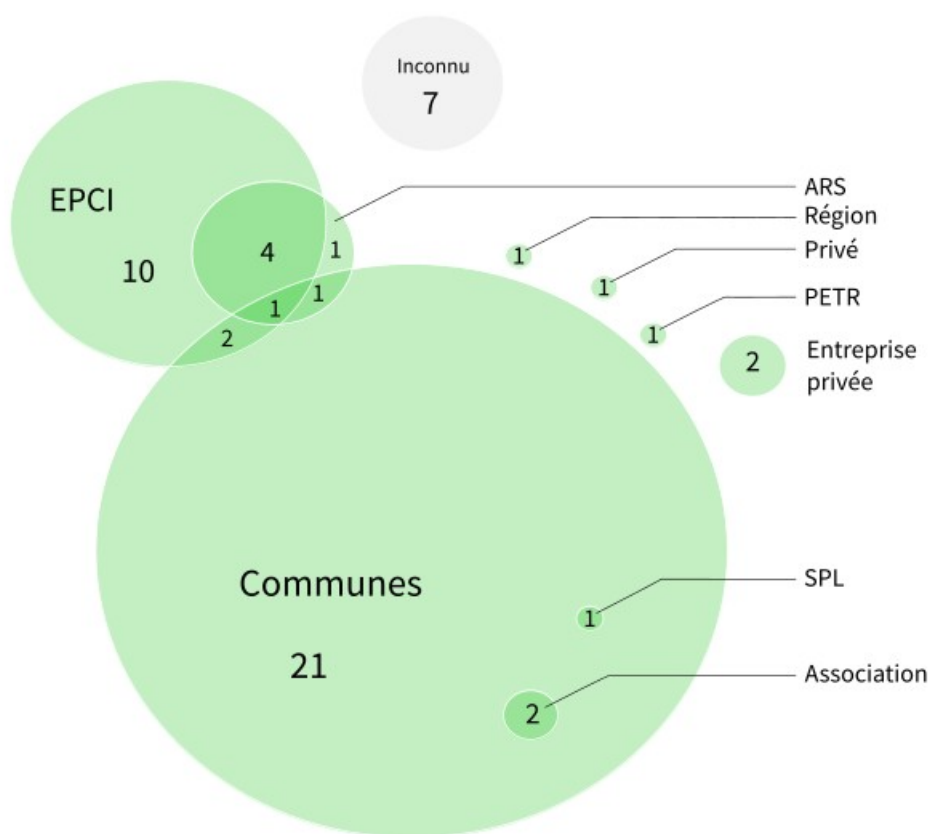 Inconnu
7
EPCI
10
4
1
1
1
2
ARS
Région
1
Privé
1
PETR
1
2
Entreprise
privée
Communes
21
SPL
1
Association
2